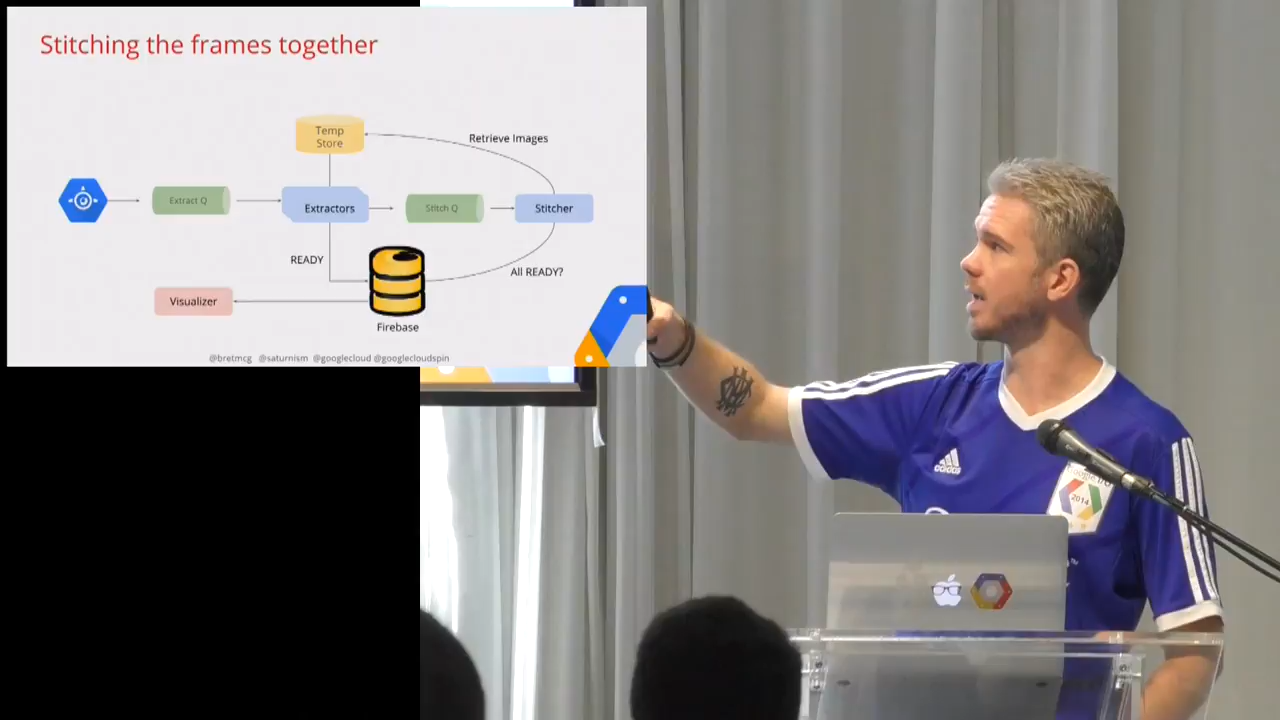 Stitching the frames together
Temp
Store
Retrieve Images
Extract Q
Extractors
Stitch Q
Stitcher
READY
All READY?
Visualizer
Firebase
@bretmcg @saturnism @googlecloud @googlecloudspin
adidas
Google I/O
2014